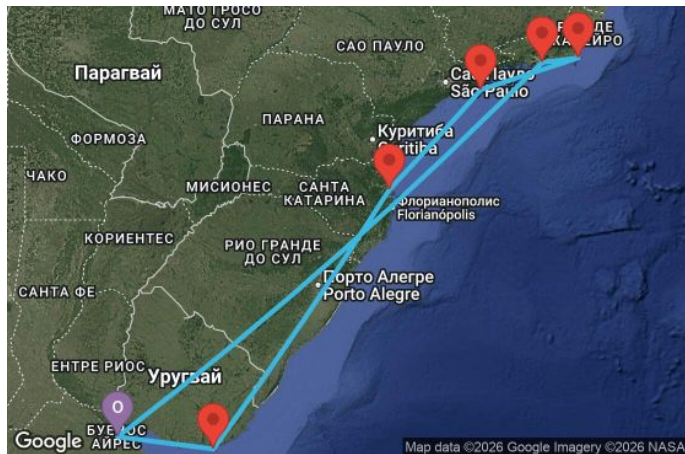 МАТО ГРОСО
ДО СУЛ
САО ПАУЛО
Парагвай
São Paulo
ПАРАНА
ФОРМОЗА
Куритиба
Curitiba
ЧАКО
МИСИОНЕС
САНТА
КАТАРИНА
Флорианополис
Florianópolis
КОРИЕНТЕС
РИО ГРАНДЕ
ДО СУЛ
САНТА ФЕ
Порто Алегре
Porto Alegre
ЕНТРЕ РИОС
Уругвай
O
БУЕНОС
АЙРЕС
Google
Map data ©2026 Google Imagery ©2026 NASA